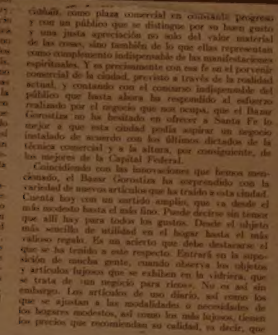 como plaza comercial en constante progreso
y con un público que se distingue por su buen gusto
y una justa apreciación no sólo del valor material
de las cosas, sino también de lo que ellas representan
como complemento indispensable de las manifestaciones
espirituales. Y es precisamente con esa fe en el porvenir
comercial de la ciudad, previsto a través de la realidad
actual, y contando con el concurso indispensable del
público que hasta ahora ha respondido al esfuerzo
realizado por el negocio que nos ocupa, que el Bazar
Gorostiza no ha hesitado en ofrecer a Santa Fe lo
mejor a que esta ciudad podía aspirar: un negocio
instalado de acuerdo con los últimos dictados de la
técnica comercial y a la altura, por consiguiente, de
los mejores de la Capital Federal.
Coincidiendo con las innovaciones que hemos men-
cionado, el Bazar Gorostiza ha sorprendido con la
variedad de nuevos artículos que ha traído a esta ciudad.
Cuenta hoy con un surtido amplio, que va desde el
más modesto hasta el más fino. Puede decirse sin temor
que allí hay para todos los gustos. Desde el objeto
más sencillo de utilidad en el hogar hasta el más
valioso regalo. Es un acierto que debe destacarse el
que se ha tenido a este respecto. Entrará en la supo-
sición de mucha gente, cuando observa los objetos
y artículos lujosos que se exhiben en la vidriera, que
se trata de un negocio para ricos. No es así sin
embargo. Los artículos de uso diario, así como los
que se ajustan a las modalidades o necesidades de
los hogares modestos, así como los más lujosos, tienen
los precios que recomiendan su calidad, es decir, que